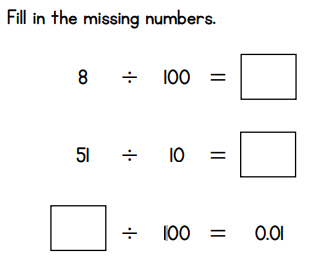 Fill in the missing numbers.
8 ÷ 100 =
51 ÷ 10 =
÷ 100 = 0.01